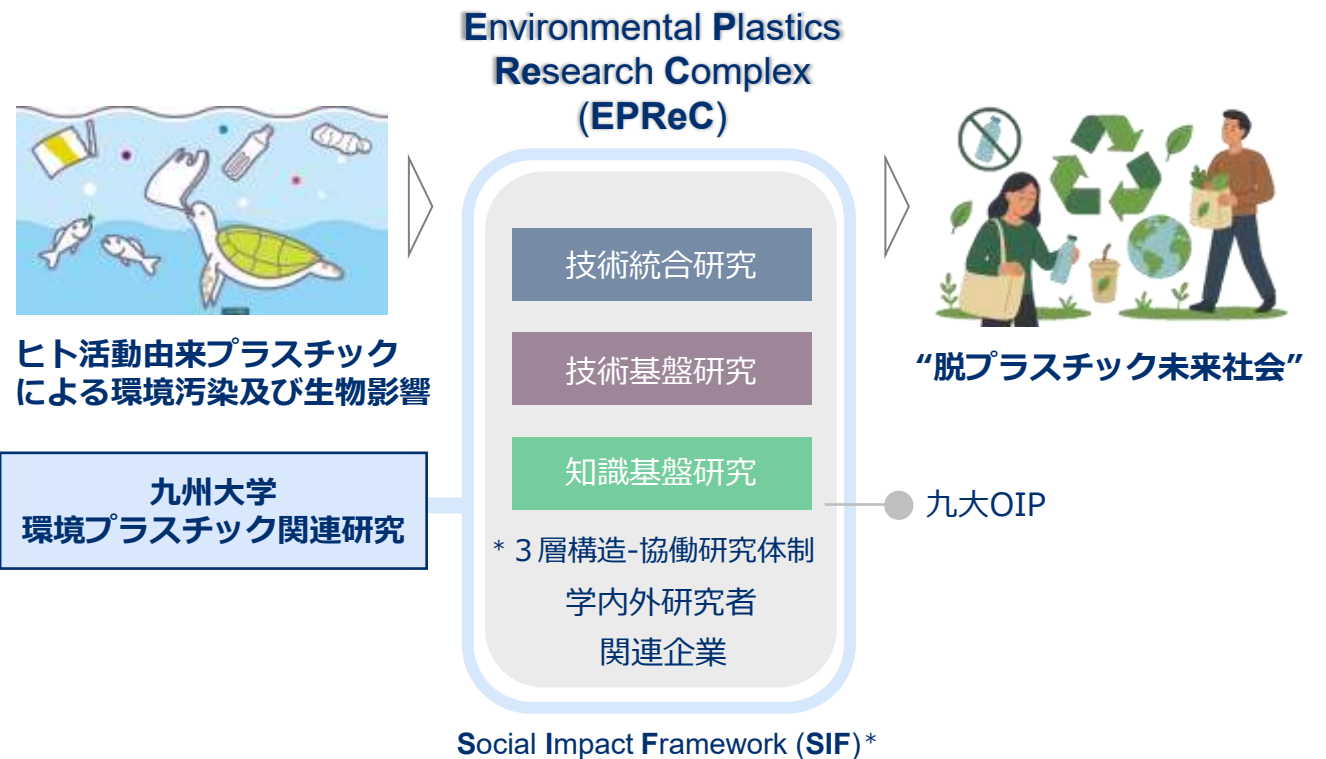 Environmental Plastics
Research Complex
(EPReC)
ヒト活動由来プラスチック
による環境汚染及び生物影響
九州大学
環境プラスチック関連研究
技術統合研究
技術基盤研究
知識基盤研究
*３層構造-協働研究体制
学内外研究者
関連企業
Social Impact Framework (SIF)*
“脱プラスチック未来社会”
九大OIP